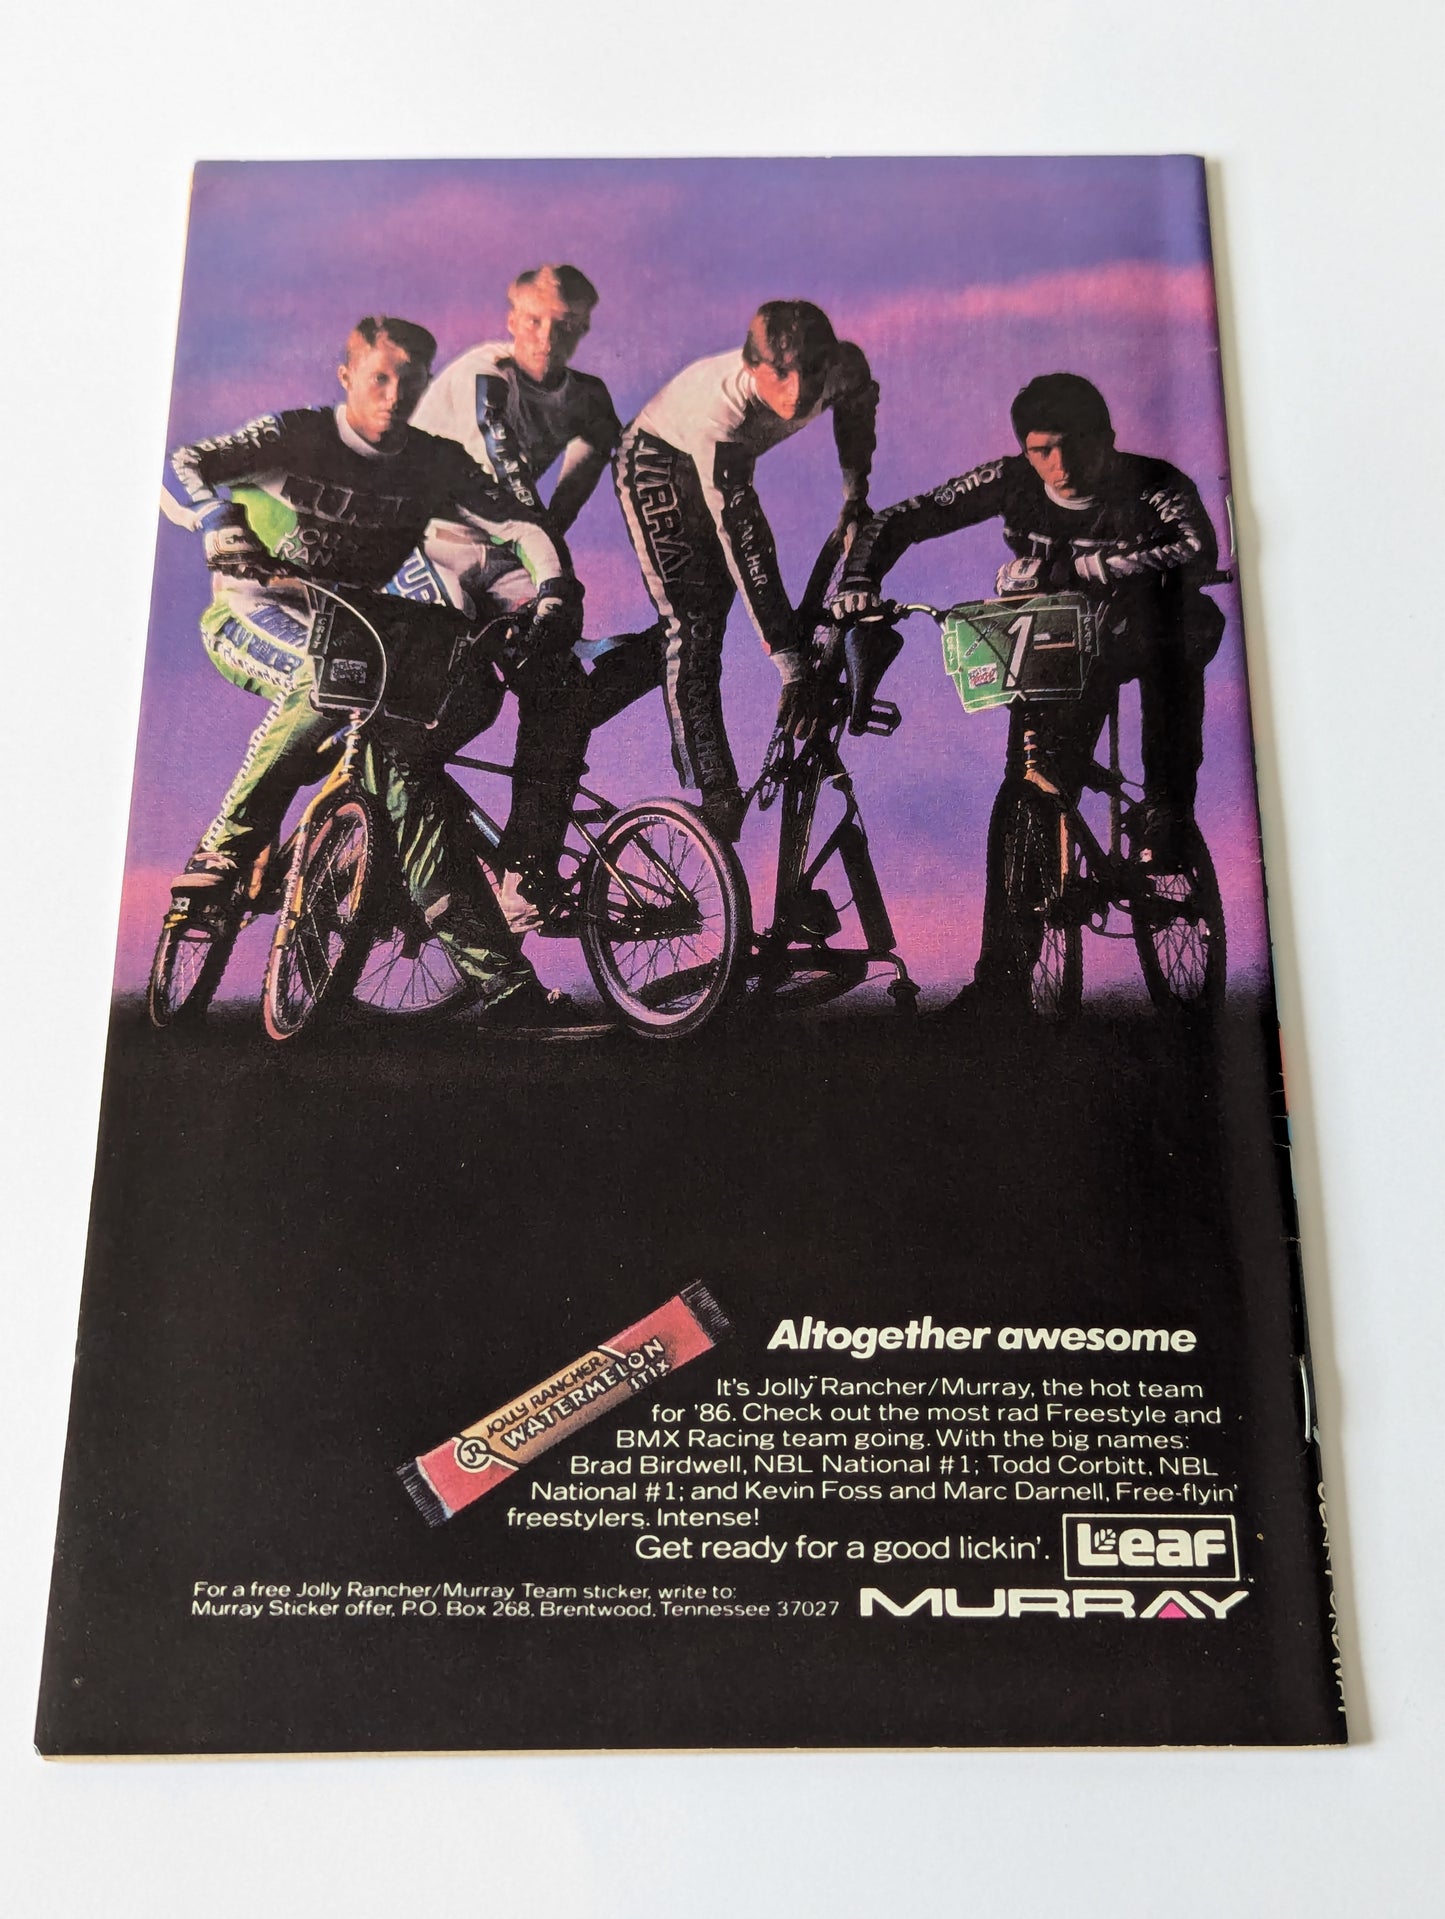 MURRAY
JOLLY RANCHER
1
PLATE
JOLLY RANCHER
WATERMELON
STIX
JR
Altogether awesome
It's Jolly Rancher/Murray, the hot team
for '86. Check out the most rad Freestyle and
BMX Racing team going. With the big names:
Brad Birdwell, NBL National #1; Todd Corbitt, NBL
National #1; and Kevin Foss and Marc Darnell, Free-flyin'
freestylers. Intense!
Get ready for a good lickin'.
Leaf
For a free Jolly Rancher/Murray Team sticker, write to:
Murray Sticker offer, P.O. Box 268, Brentwood, Tennessee 37027
MURRAY